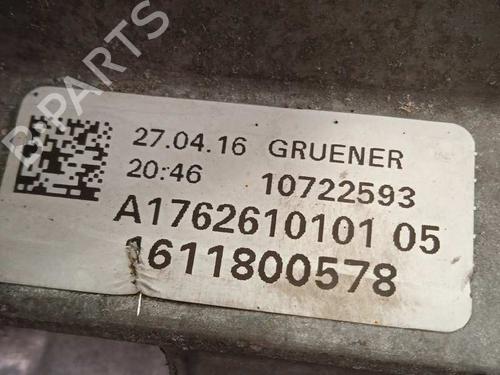 B-PARTS
27.04.16 GRUENER
20:46 10722593
A1762610101 05
1611800578